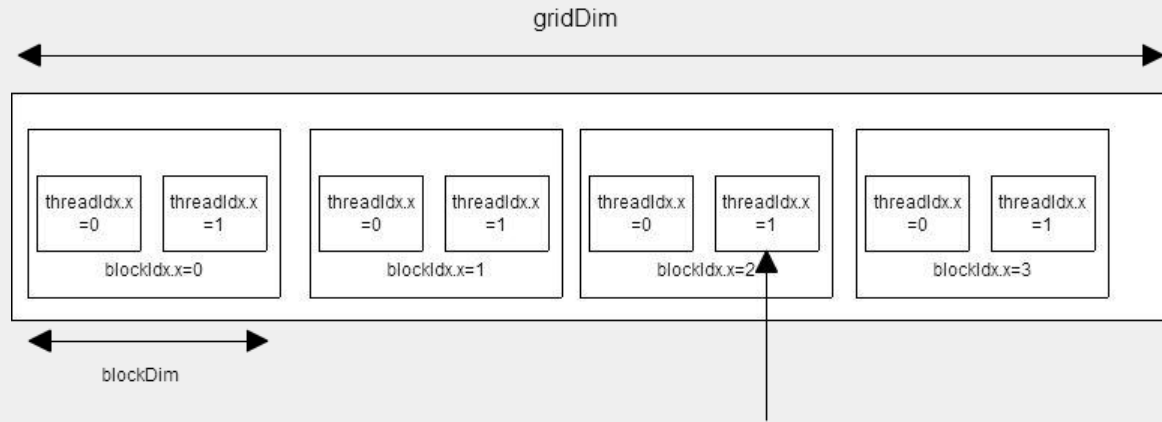 gridDim
threadIdx.x
=0
threadIdx.x
=1
blockIdx.x=0
threadIdx.x
=0
threadIdx.x
=1
blockIdx.x=1
threadIdx.x
=0
threadIdx.x
=1
blockIdx.x=2
threadIdx.x
=0
threadIdx.x
=1
blockIdx.x=3
blockDim